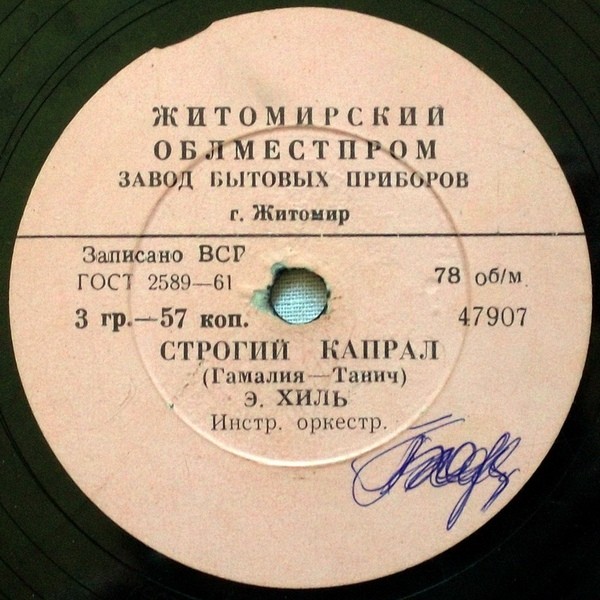 ЖИТОМИРСКИЙ
ОБЛМЕСТПРОМ
ЗАВОД БЫТОВЫХ ПРИБОРОВ
г. Житомир
Записано ВСГ
ГОСТ 2589—61
78 об/м
3 гр.—57 коп.
47907
СТРОГИЙ КАПРАЛ
(Гамалия—Танич)
Э. ХИЛЬ
Инстр. оркестр.